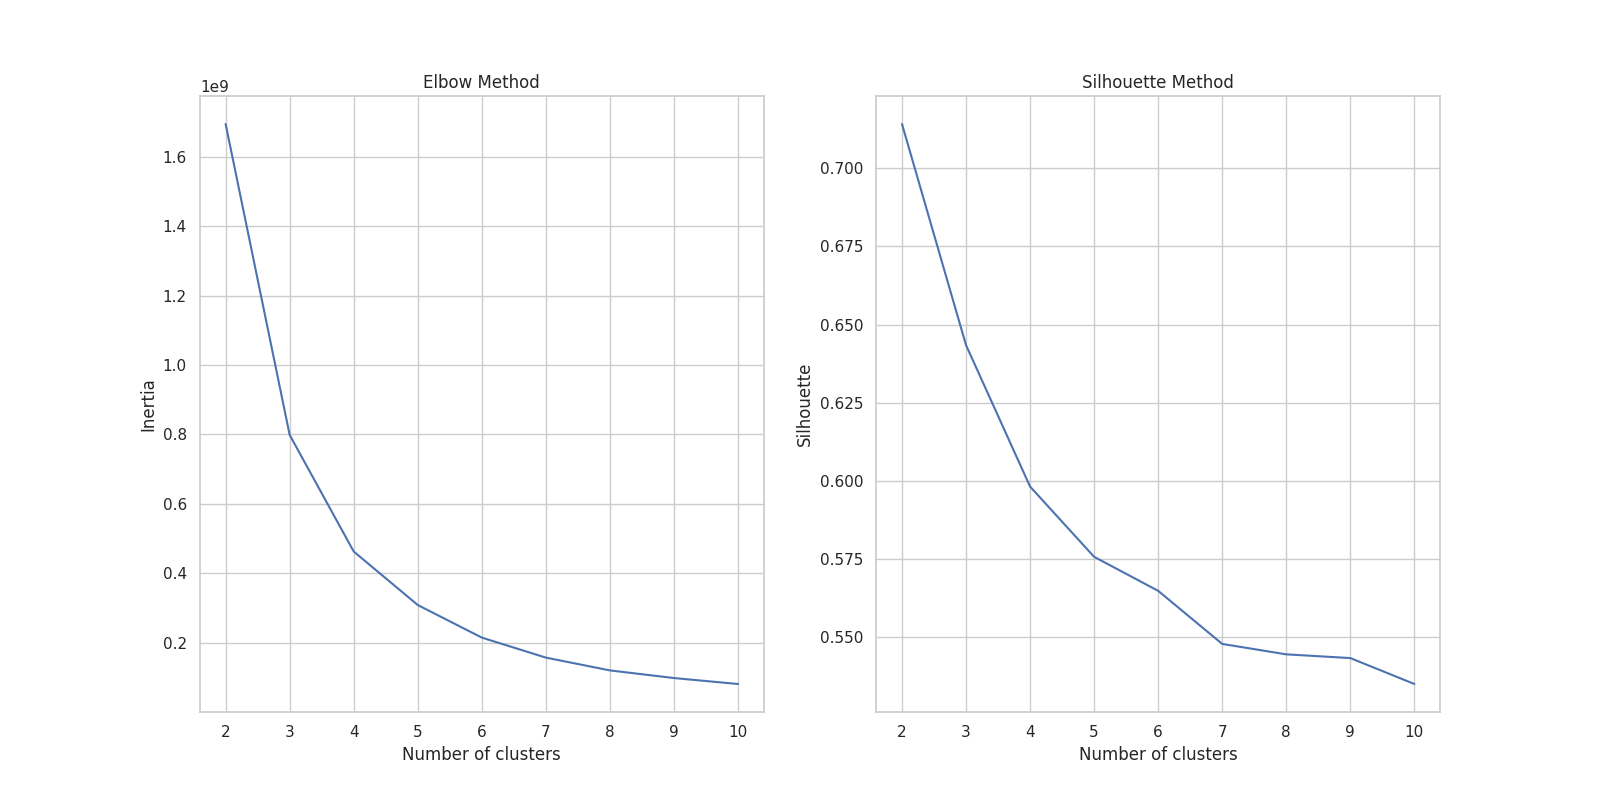 Elbow Method
1e9
1.6
1.4
1.2
1.0
0.8
0.6
0.4
0.2
Inertia
2 3 4 5 6 7 8 9 10
Number of clusters
Silhouette Method
0.700
0.675
0.650
0.625
0.600
0.575
0.550
Silhouette
2 3 4 5 6 7 8 9 10
Number of clusters